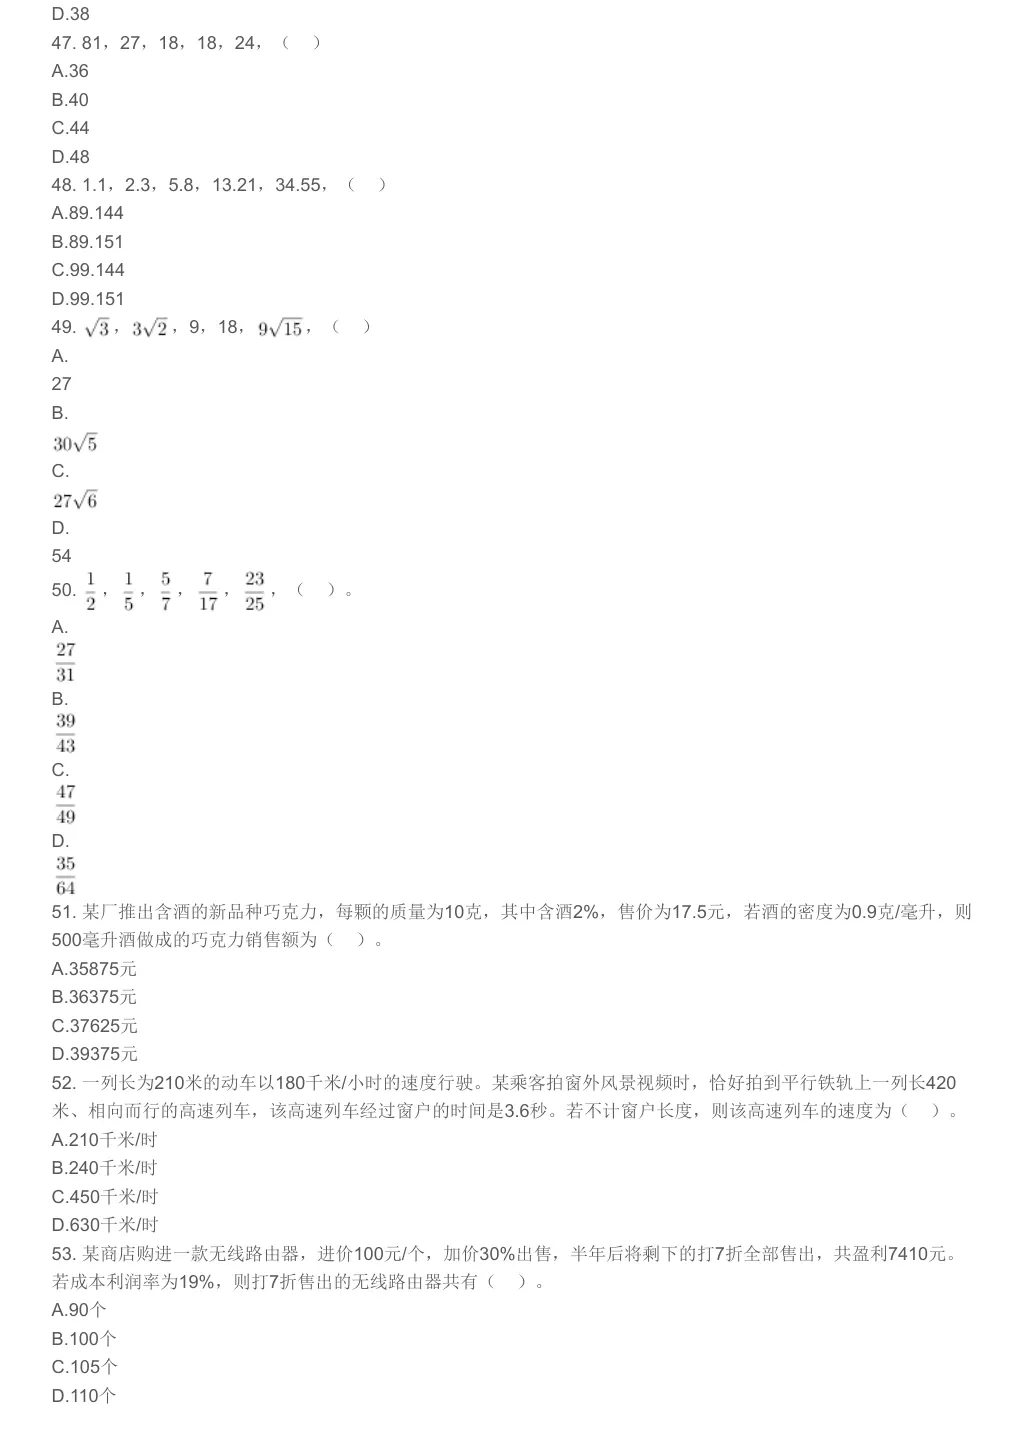 D.38
47. 81，27，18，18，24，（　）
A.36
B.40
C.44
D.48
48. 1.1，2.3，5.8，13.21，34.55，（　）
A.89.144
B.89.151
C.99.144
D.99.151
49. √3，3√2，9，18，9√15，（　）
A.
27
B.
30√5
C.
27√6
D.
54
50. 1/2，1/5，5/7，7/17，23/25，（　）。
A.
27/31
B.
39/43
C.
47/49
D.
35/64
51. 某厂推出含酒的新品种巧克力，每颗的质量为10克，其中含酒2%，售价为17.5元，若酒的密度为0.9克/毫升，则
500毫升酒做成的巧克力销售额为（　）。
A.35875元
B.36375元
C.37625元
D.39375元
52. 一列长为210米的动车以180千米/小时的速度行驶。某乘客拍窗外风景视频时，恰好拍到平行铁轨上一列长420
米、相向而行的高速列车，该高速列车经过窗户的时间是3.6秒。若不计窗户长度，则该高速列车的速度为（　）。
A.210千米/时
B.240千米/时
C.450千米/时
D.630千米/时
53. 某商店购进一款无线路由器，进价100元/个，加价30%出售，半年后将剩下的打7折全部售出，共盈利7410元。
若成本利润率为19%，则打7折售出的无线路由器共有（　）。
A.90个
B.100个
C.105个
D.110个